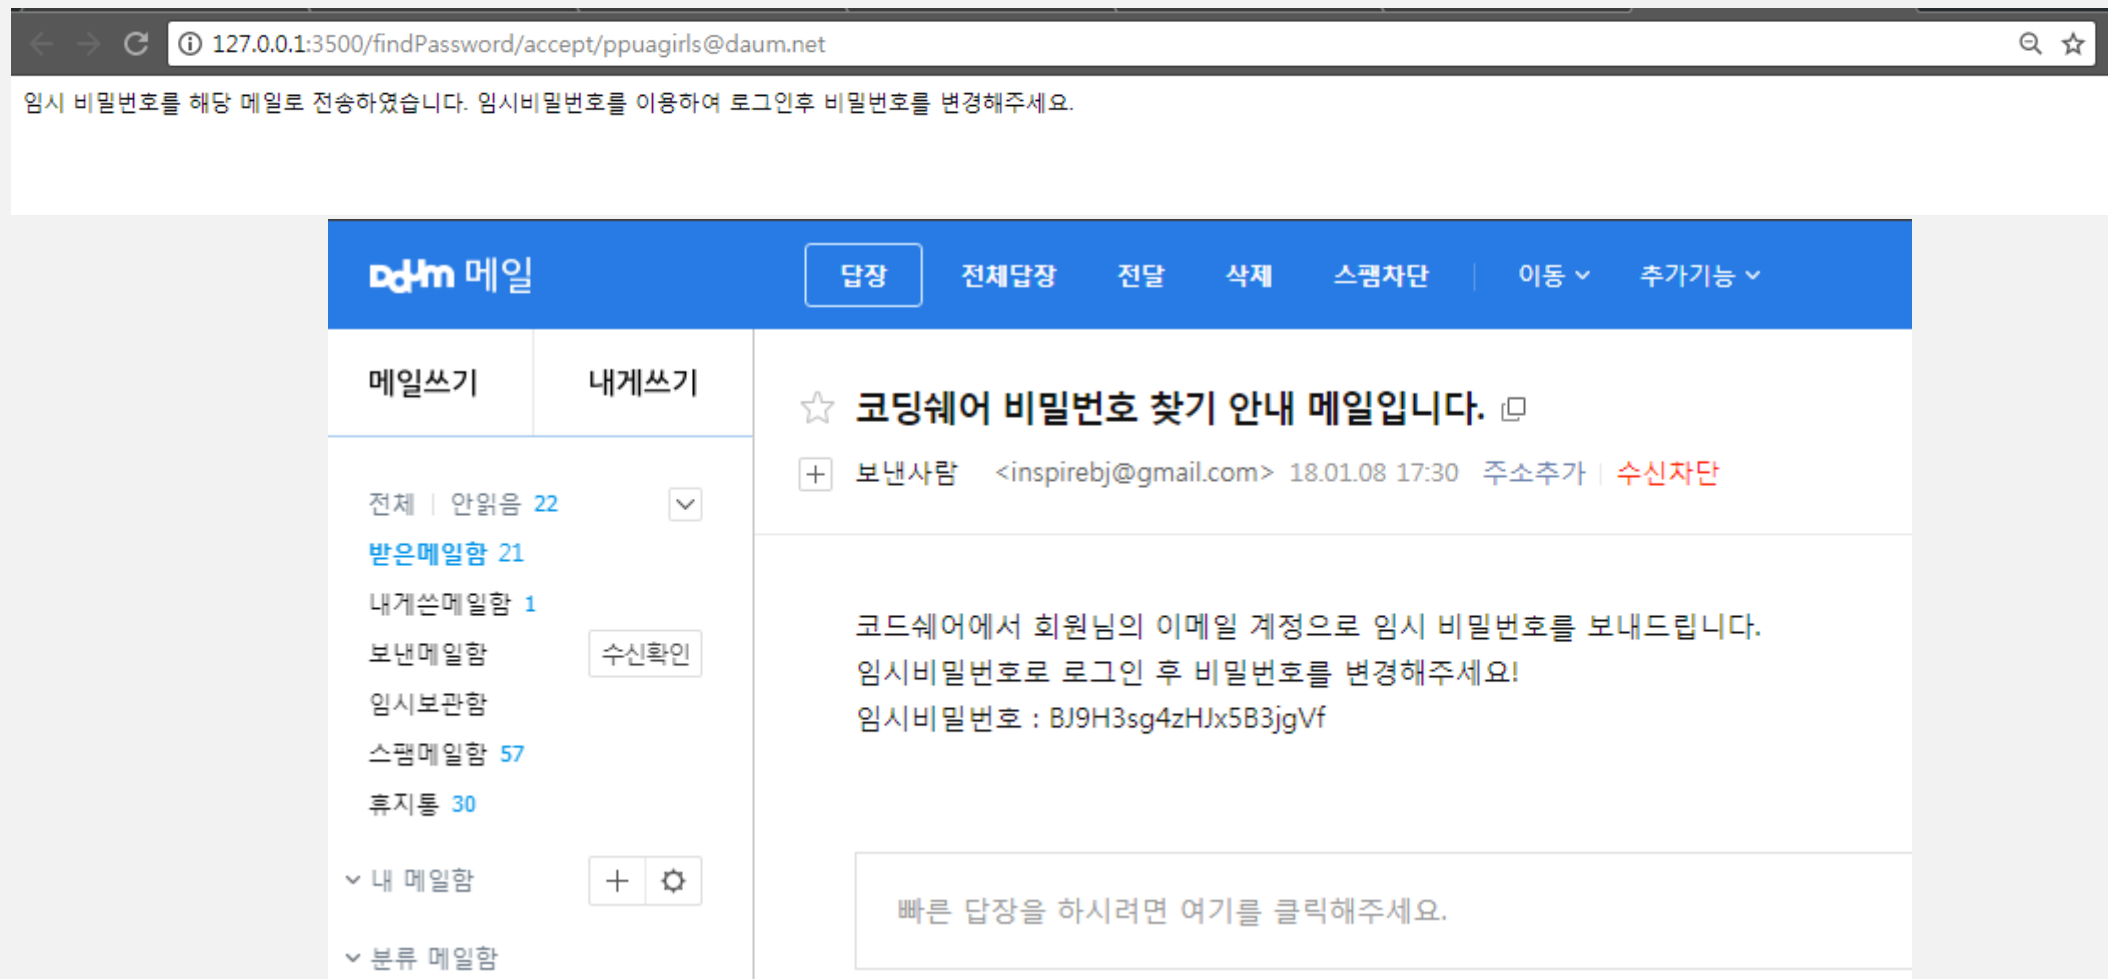 127.0.0.1:3500/findPassword/accept/ppuagirls@daum.net
임시 비밀번호를 해당 메일로 전송하였습니다. 임시비밀번호를 이용하여 로그인후 비밀번호를 변경해주세요.
Daum 메일 답장 전체답장 전달 삭제 스팸차단 이동 추가기능
메일쓰기 내게쓰기
코딩쉐어 비밀번호 찾기 안내 메일입니다.
보낸사람 <inspirebj@gmail.com> 18.01.08 17:30 주소추가 수신차단
전체 안읽음 22
받은메일함 21
내게쓴메일함 1
보낸메일함 수신확인
임시보관함
스팸메일함 57
휴지통 30
내 메일함
분류 메일함
코드쉐어에서 회원님의 이메일 계정으로 임시 비밀번호를 보내드립니다.
임시비밀번호로 로그인 후 비밀번호를 변경해주세요!
임시비밀번호 : BJ9H3sg4zHJx5B3jgVf
빠른 답장을 하시려면 여기를 클릭해주세요.